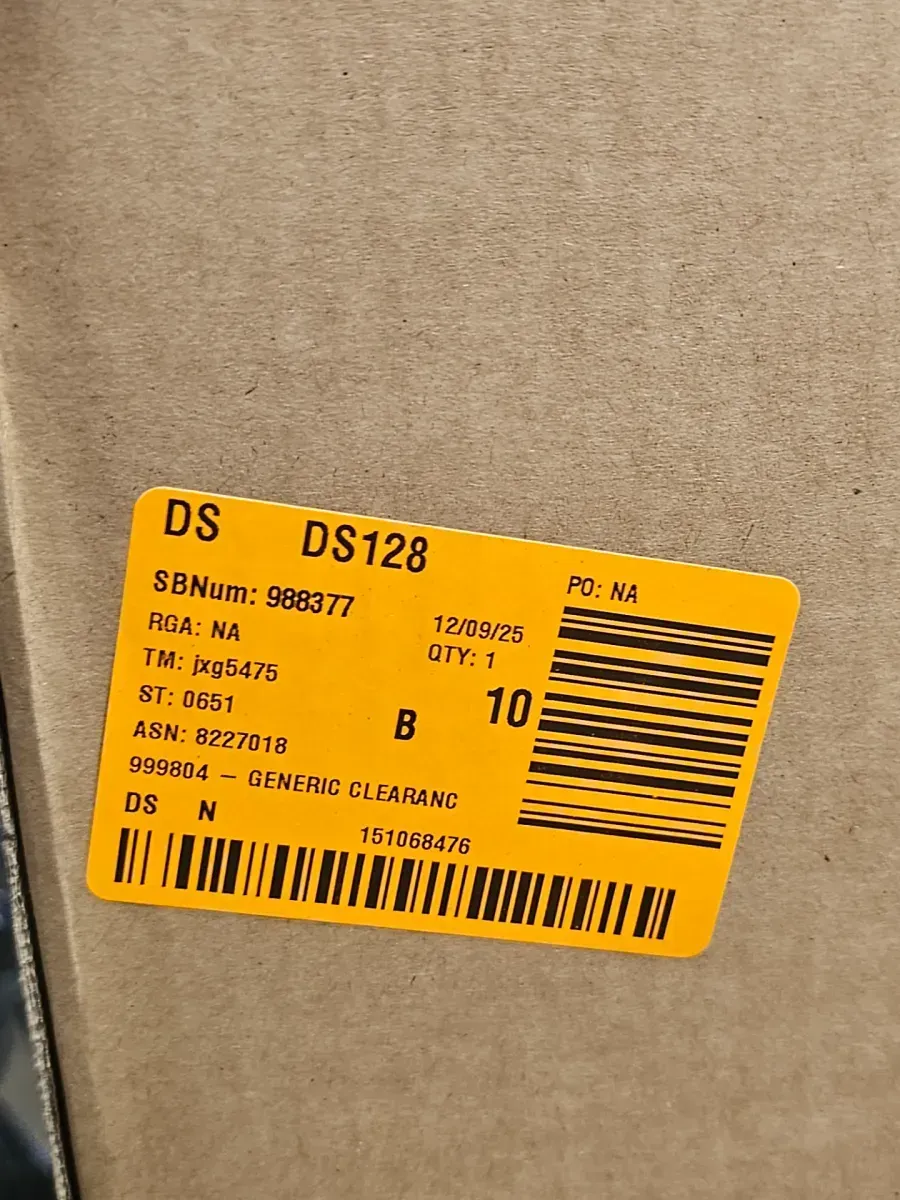 DS DS128
SBNum: 988377
PO: NA
RGA: NA
12/09/25
TM: jxg5475
QTY: 1
ST: 0651
B 10
ASN: 8227018
999804 – GENERIC CLEARANC
DS N
151068476